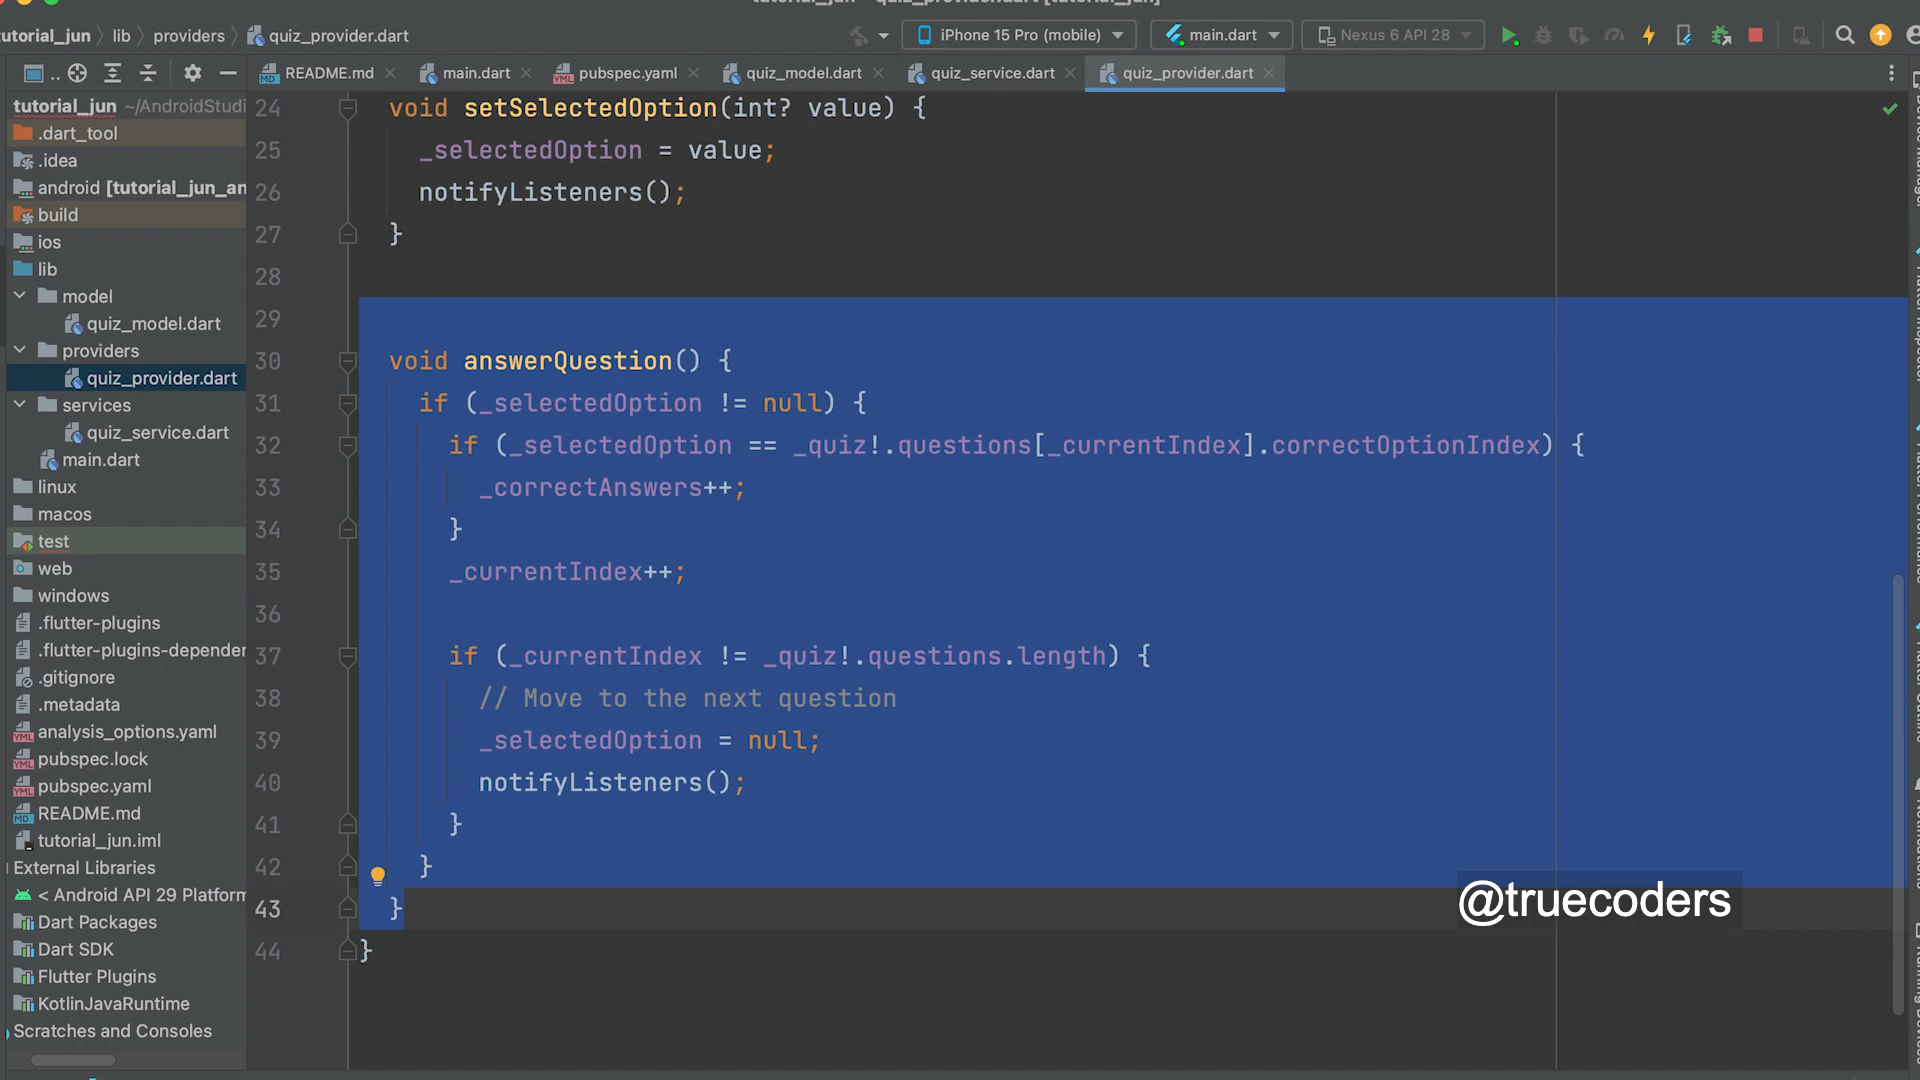 tutorial_jun lib providers quiz_provider.dart iPhone 15 Pro (mobile) main.dart Nexus 6 API 28
README.md main.dart pubspec.yaml quiz_model.dart quiz_service.dart quiz_provider.dart
tutorial_jun ~/AndroidStudi
.dart_tool
.idea
android [tutorial_jun_an
build
ios
lib
model
quiz_model.dart
providers
quiz_provider.dart
services
quiz_service.dart
main.dart
linux
macos
test
web
windows
.flutter-plugins
.flutter-plugins-depender
.gitignore
.metadata
analysis_options.yaml
pubspec.lock
pubspec.yaml
README.md
tutorial_jun.iml
External Libraries
< Android API 29 Platform
Dart Packages
Dart SDK
Flutter Plugins
KotlinJavaRuntime
Scratches and Consoles
24 void setSelectedOption(int? value) {
25 _selectedOption = value;
26 notifyListeners();
27 }
28
29
30 void answerQuestion() {
31 if (_selectedOption != null) {
32 if (_selectedOption == _quiz!.questions[_currentIndex].correctOptionIndex) {
33 _correctAnswers++;
34 }
35 _currentIndex++;
36
37 if (_currentIndex != _quiz!.questions.length) {
38 // Move to the next question
39 _selectedOption = null;
40 notifyListeners();
41 }
42 }
43 }
44 }
@truecoders